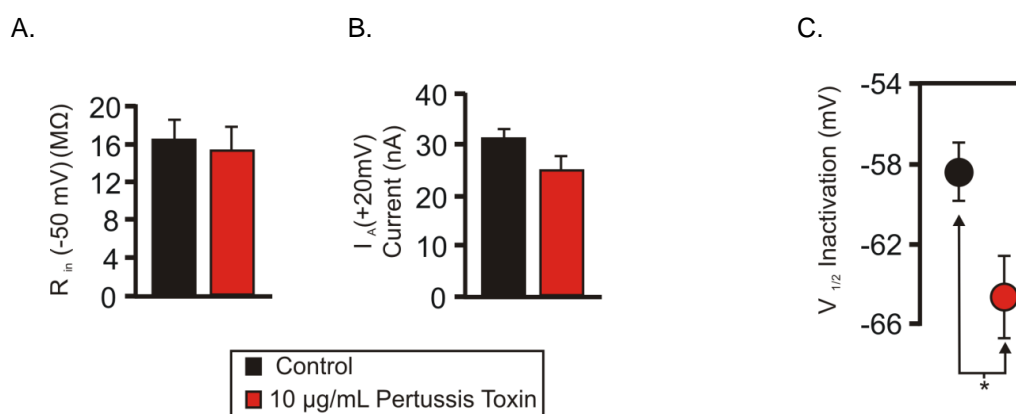 A.
B.
C.
R in (-50 mV) (MΩ)
20
16
12
8
4
0
I A (+20mV)
Current (nA)
40
30
20
10
0
V 1/2 Inactivation (mV)
-54
-58
-62
-66
*
Control
10 µg/mL Pertussis Toxin